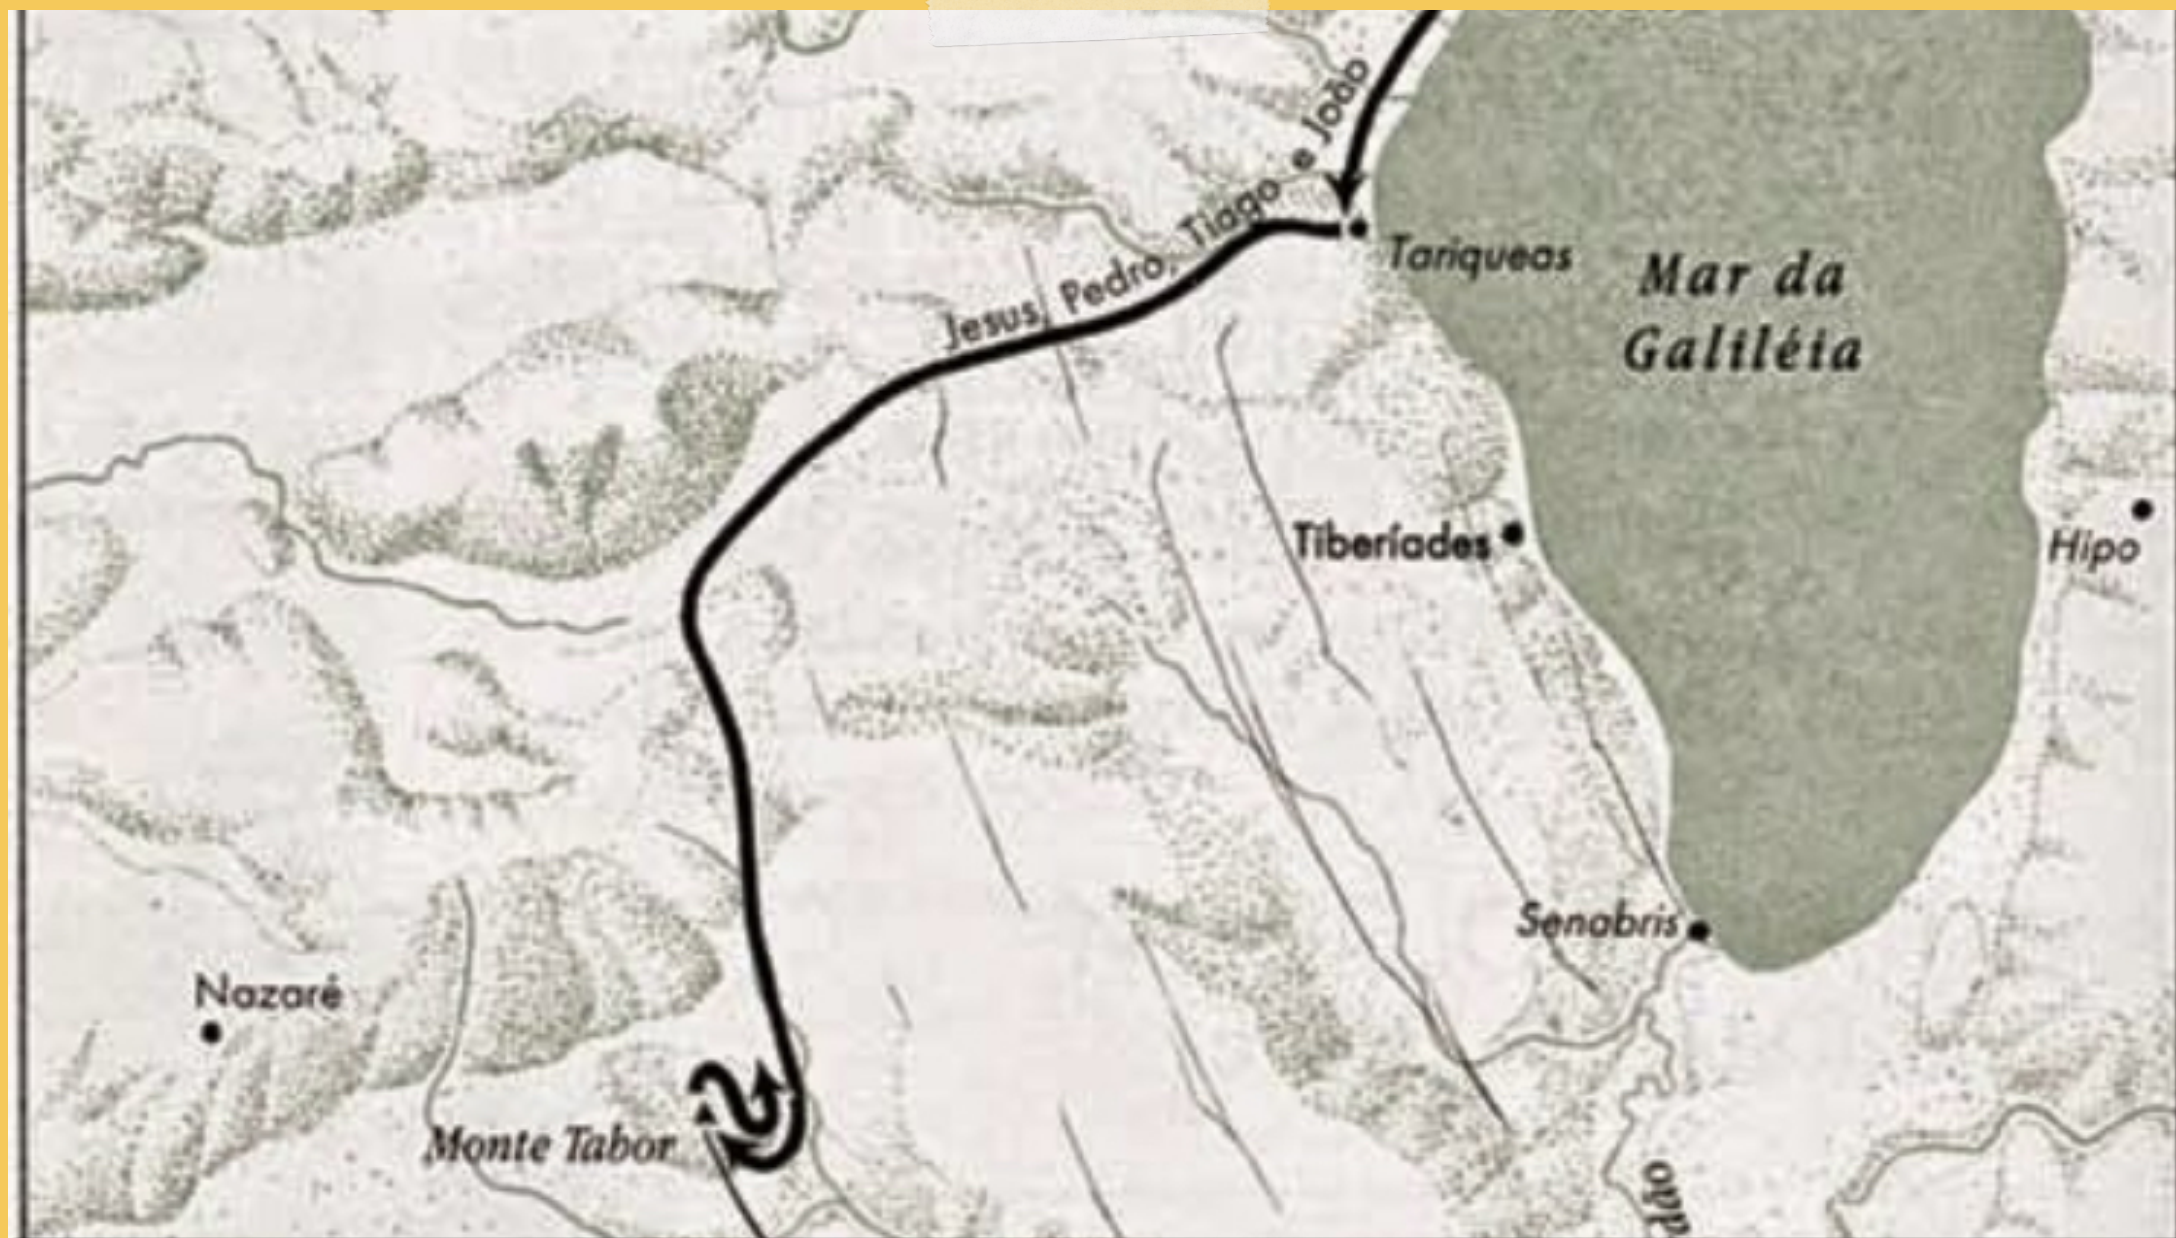 Jesus, Pedro, Tiago e João
Tariqueas
Mar da
Galiléia
Tiberíades
Hipo
Senabris
Nazaré
Monte Tabor